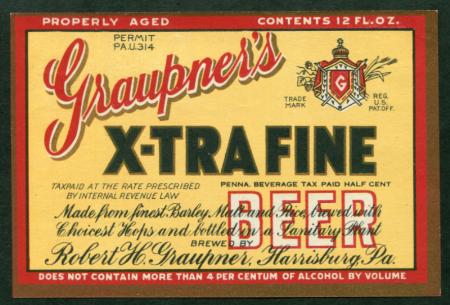 PROPERLY AGED CONTENTS 12 FL. OZ.
PERMIT
PA.U.314
Graupner's
G
TRADE
MARK
REG.
U.S.
PAT.OFF.
X-TRA FINE
TAXPAID AT THE RATE PRESCRIBED
BY INTERNAL REVENUE LAW
PENNA. BEVERAGE TAX PAID HALF CENT
BEER
Made from finest Barley, Malt and Rice, brewed with
Choicest Hops and bottled in a Sanitary Plant
BREWED BY
Robert H. Graupner, Harrisburg, Pa.
DOES NOT CONTAIN MORE THAN 4 PER CENTUM OF ALCOHOL BY VOLUME